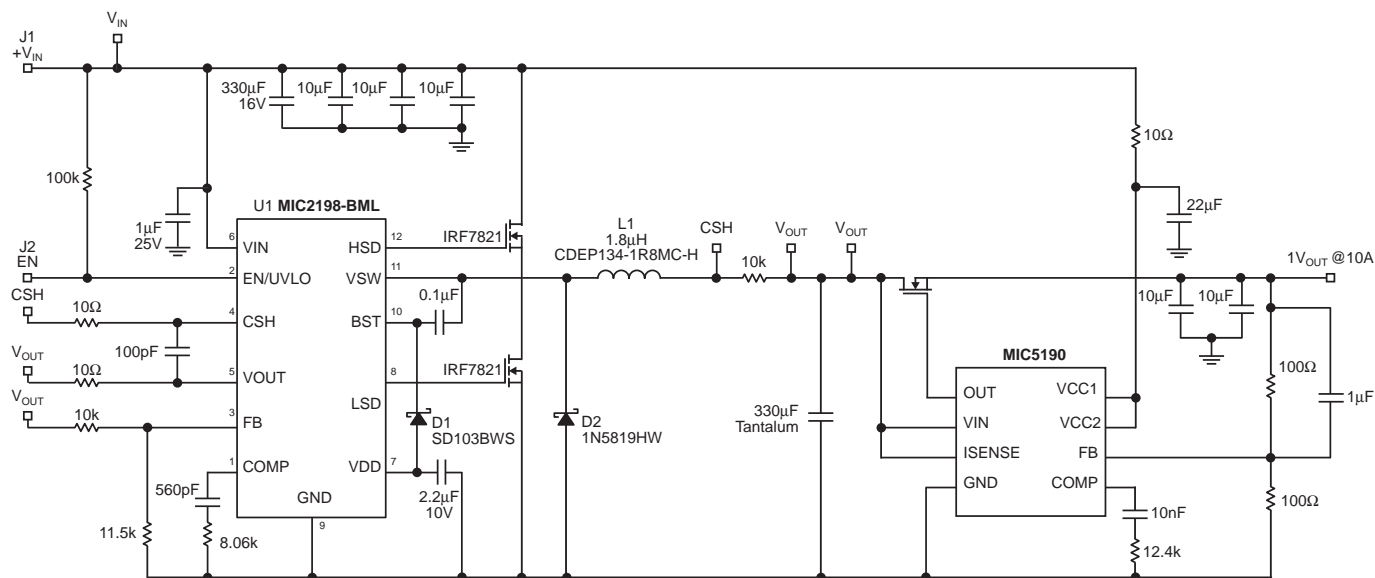 VIN
J1
+VIN
330µF
16V
10µF
10µF
10µF
10Ω
100k
22µF
1µF
25V
U1 MIC2198-BML
6
VIN
HSD
12
IRF7821
J2
EN
2
EN/UVLO
VSW
11
L1
1.8µH
CDEP134-1R8MC-H
CSH
10k
VOUT
VOUT
1VOUT @10A
CSH
10Ω
4
CSH
BST
10
0.1µF
10µF
10µF
100pF
VOUT
10Ω
5
VOUT
8
IRF7821
LSD
MIC5190
OUT
VCC1
100Ω
1µF
VOUT
10k
3
FB
D1
SD103BWS
D2
1N5819HW
330µF
Tantalum
VIN
VCC2
ISENSE
FB
1
COMP
VDD
7
GND
COMP
560pF
GND
2.2µF
10V
100Ω
10nF
11.5k
8.06k
9
12.4k